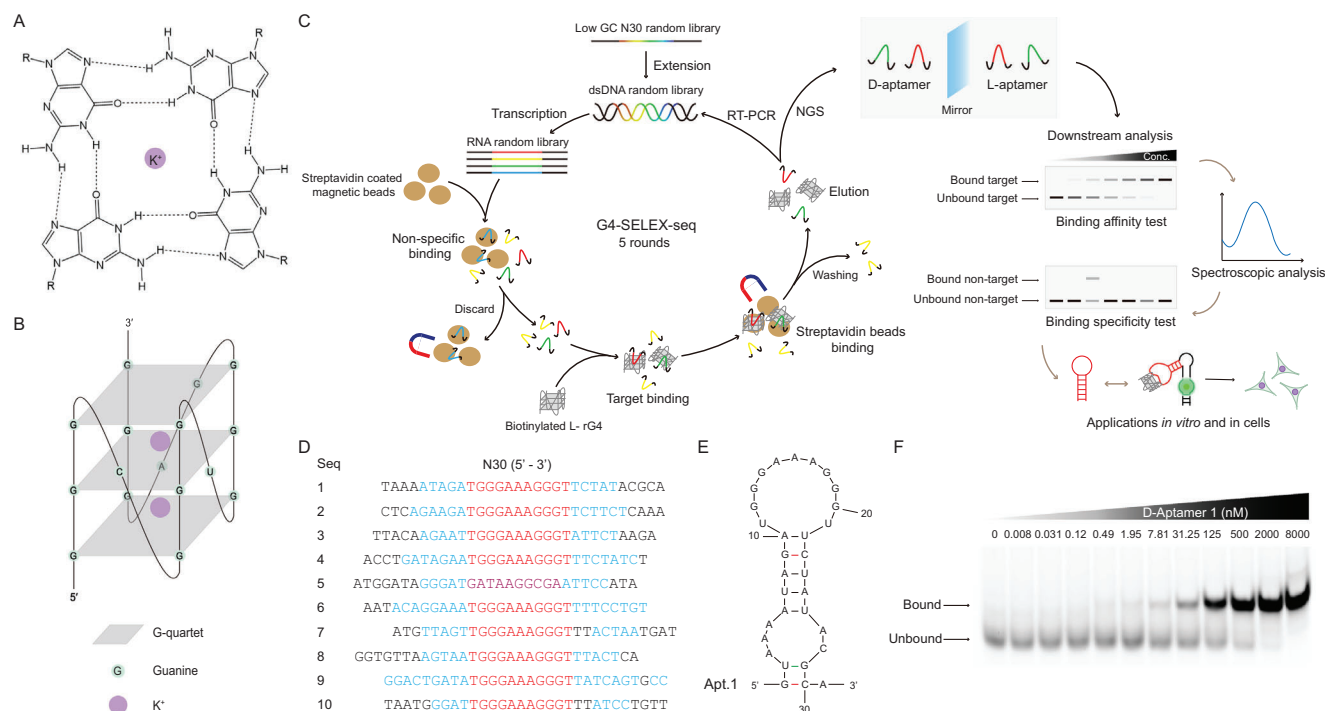 A
R
N
N
H
N
H
N
N
R
N
N
O
H
N
N
N
H
H
N
H
O
K⁺
H
H
N
H
O
H
N
N
N
H
O
N
N
N
N
N
H
N
H
N
N
R
R
B
3′
G
G
G
G
G
G
G
U
C
A
G
G
G
G
G
G
5′
G-quartet
G
Guanine
K⁺
C
Low GC N30 random library
Extension
dsDNA random library
Transcription
RNA random library
Streptavidin coated
magnetic beads
Non-specific
binding
Discard
Biotinylated L- rG4
Target binding
G4-SELEX-seq
5 rounds
Streptavidin beads
binding
Washing
Elution
RT-PCR
NGS
D-aptamer
Mirror
L-aptamer
Downstream analysis
Conc.
Bound target
Unbound target
Binding affinity test
Spectroscopic analysis
Bound non-target
Unbound non-target
Binding specificity test
Applications in vitro and in cells
D
Seq N30 (5′ - 3′)
1 TAAAATAGATGGGAAAGGGTTCTATACGCA
2 CTCAGAAGATGGGAAAGGGTTCTTCTCAAA
3 TTACAAGAATTGGGAAAGGGTATTCTAAGA
4 ACCTGATAGAATGGGAAAGGGTTTCTATCT
5 ATGGATAGGGATGATAAGGCGAATTCCATA
6 AATACAGGAAATGGGAAAGGGTTTTCCTGT
7 ATGTTAGTTGGGAAAGGGTTTACTAATGAT
8 GGTGTTAAGTAATGGGAAAGGGTTTACTCA
9 GGACTGATATGGGAAAGGGTTATCAGTGCC
10 TAATGGGATTGGGAAAGGGTTTATCCTGTT
E
A A A
G A
G G
G G
U G 20
10 A U U
G C
A U
U A
A U
A A
A C
A G
U C
5′ G C A 3′
30
Apt.1
F
D-Aptamer 1 (nM)
0 0.008 0.031 0.12 0.49 1.95 7.81 31.25 125 500 2000 8000
Bound
Unbound